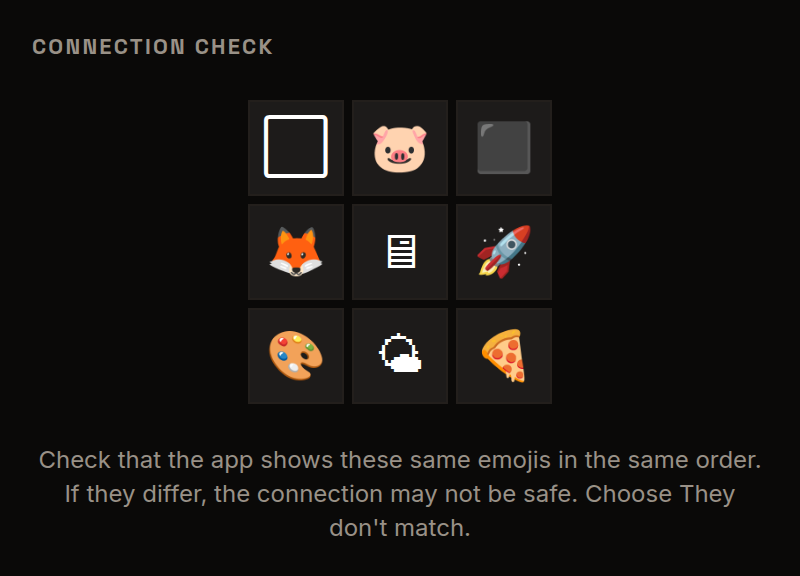 CONNECTION CHECK
Check that the app shows these same emojis in the same order.
If they differ, the connection may not be safe. Choose They
don't match.